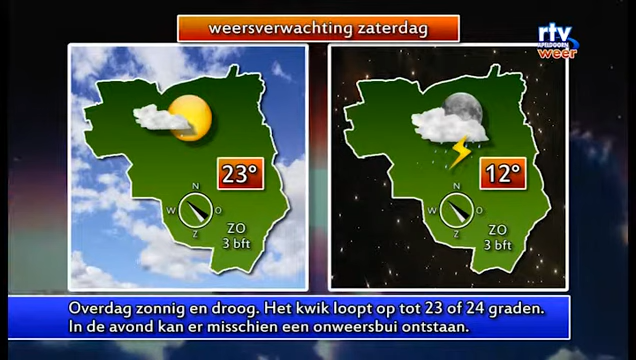 weersverwachting zaterdag
rtv
APELDOORN
weer
23°
N
W O
Z
ZO
3 bft
12°
N
W O
Z
ZO
3 bft
Overdag zonnig en droog. Het kwik loopt op tot 23 of 24 graden.
In de avond kan er misschien een onweersbui ontstaan.